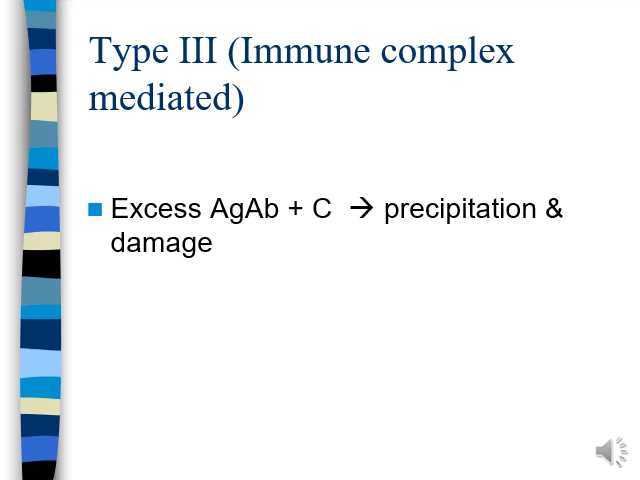 Type III (Immune complex
mediated)
■ Excess AgAb + C → precipitation &
damage